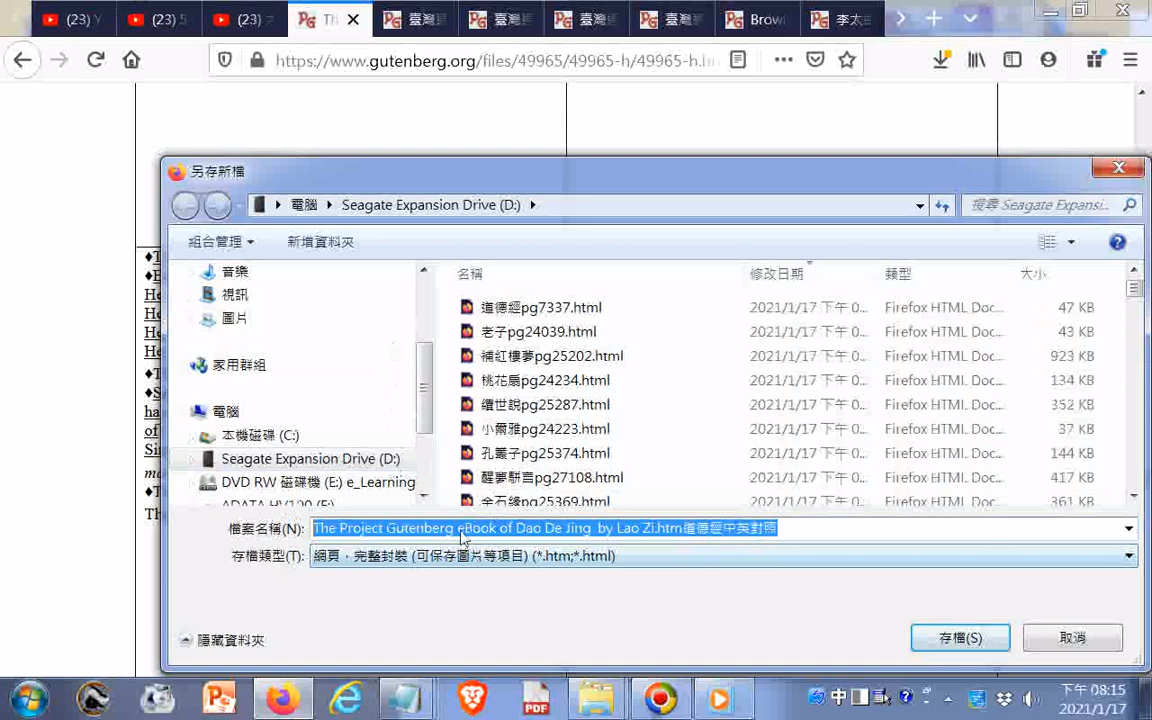 (23) Y
(23) 5
(23)
Th
臺灣
臺灣
臺灣
臺灣
Brow
李太
https://www.gutenberg.org/files/49965/49965-h/49965-h.h
另存新檔
電腦
Seagate Expansion Drive (D:)
搜尋 Seagate Expansi...
組合管理
新增資料夾
音樂
視訊
圖片
家用群組
電腦
本機磁碟 (C:)
Seagate Expansion Drive (D:)
DVD RW 磁碟機 (E:) e_Learning
名稱 修改日期 類型 大小
道德經pg7337.html 2021/1/17 下午 0... Firefox HTML Doc... 47 KB
老子pg24039.html 2021/1/17 下午 0... Firefox HTML Doc... 43 KB
補紅樓夢pg25202.html 2021/1/17 下午 0... Firefox HTML Doc... 923 KB
桃花扇pg24234.html 2021/1/17 下午 0... Firefox HTML Doc... 134 KB
續世說pg25287.html 2021/1/17 下午 0... Firefox HTML Doc... 352 KB
小爾雅pg24223.html 2021/1/17 下午 0... Firefox HTML Doc... 37 KB
孔叢子pg25374.html 2021/1/17 下午 0... Firefox HTML Doc... 144 KB
醒夢駢言pg27108.html 2021/1/17 下午 0... Firefox HTML Doc... 417 KB
金石緣pg25369.html 361 KB
檔案名稱(N): The Project Gutenberg eBook of Dao De Jing by Lao Zi.htm道德經中英對照
存檔類型(T): 網頁，完整封裝 (可保存圖片等項目) (*.htm;*.html)
隱藏資料夾
存檔(S)
取消
PDF
中
下午 08:15
2021/1/17